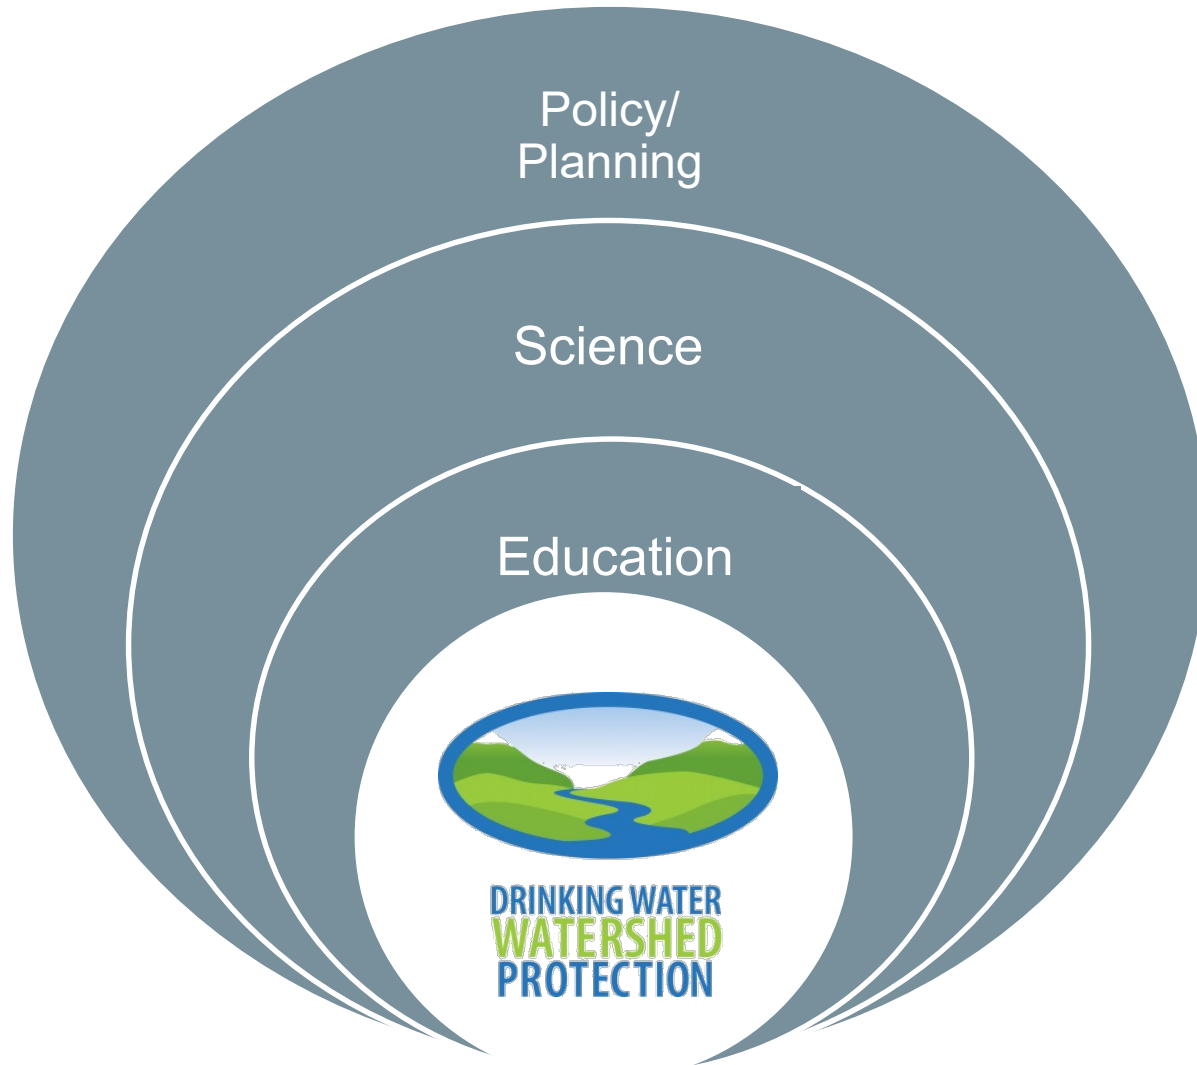 Policy/
Planning
Science
Education
DRINKING WATER
WATERSHED
PROTECTION